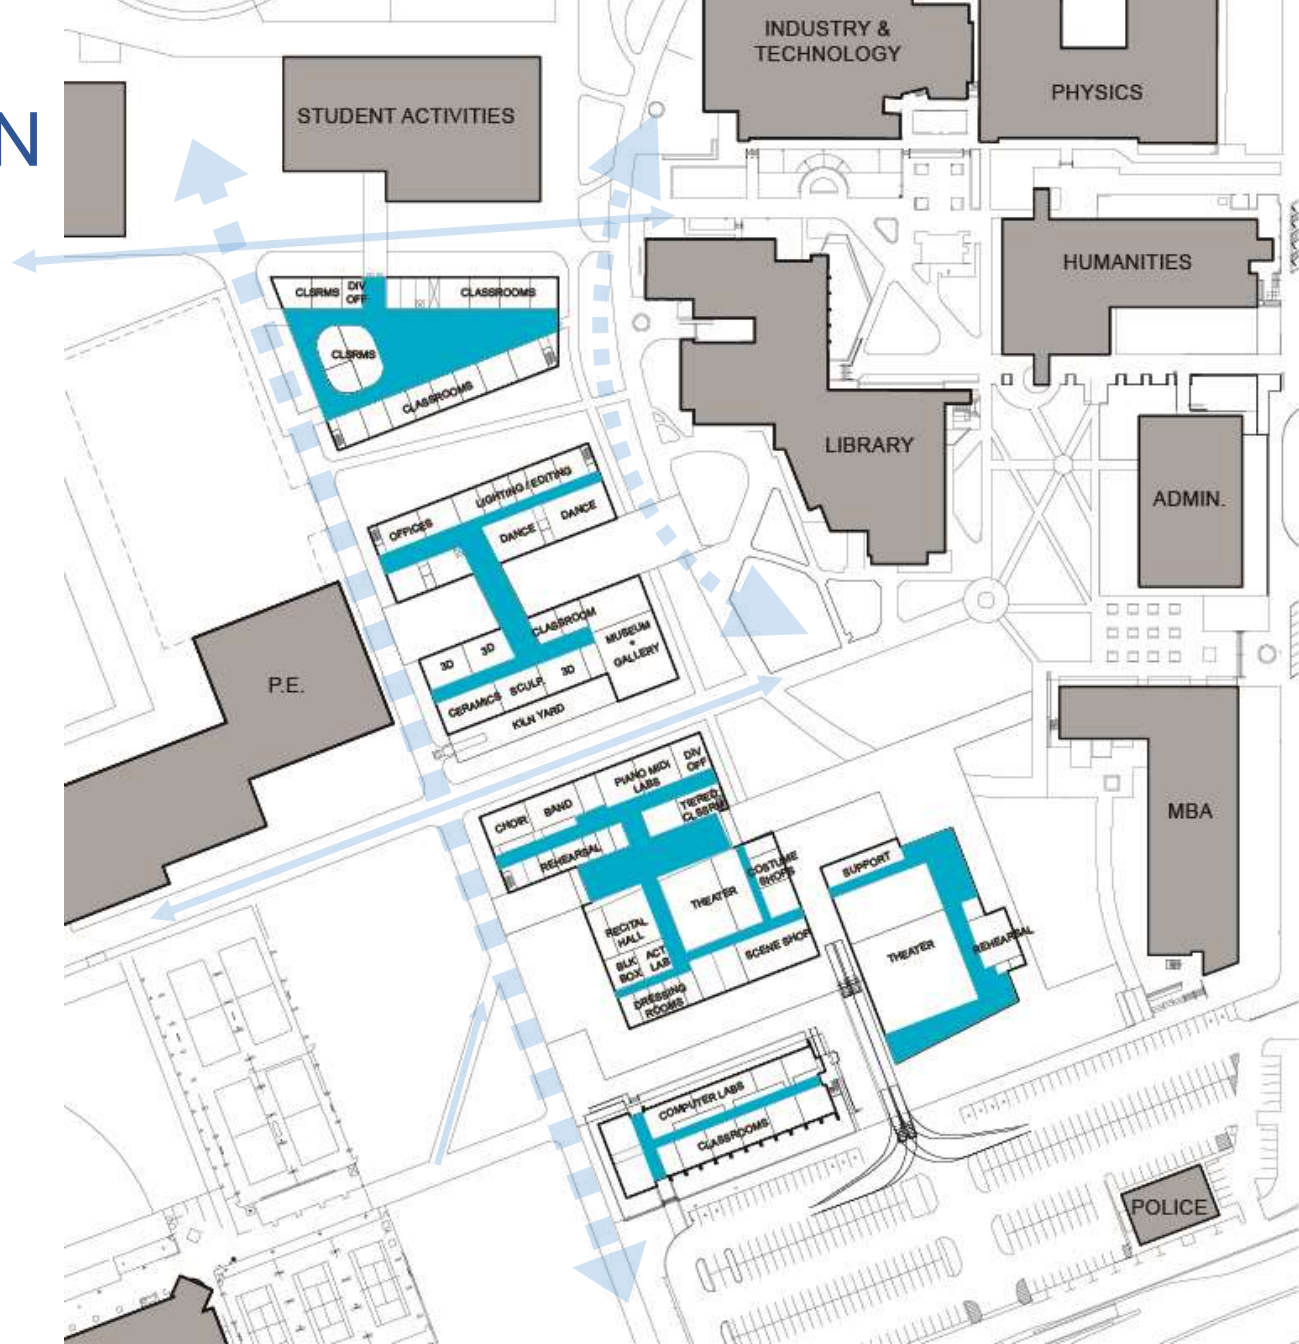 N
INDUSTRY &
TECHNOLOGY
PHYSICS
STUDENT ACTIVITIES
HUMANITIES
CLSRMS
DIV
OFF
CLASSROOMS
CLSRMS
CLASSROOMS
LIBRARY
ADMIN.
OFFICES
LIGHTING / EDITING
DANCE
DANCE
CLASSROOM
3D
3D
MUSEUM
+
GALLERY
CERAMICS
SCULP.
3D
KILN YARD
P.E.
MBA
CHOIR
BAND
PIANO MIDI
LABS
DIV
OFF
TIERED
CLSSRM
REHEARSAL
THEATER
COSTUME
SHOPS
SUPPORT
RECITAL
HALL
BLK
BOX
ACT
LAB
SCENE SHOP
DRESSING
ROOMS
THEATER
REHEARSAL
COMPUTER LABS
CLASSROOMS
POLICE